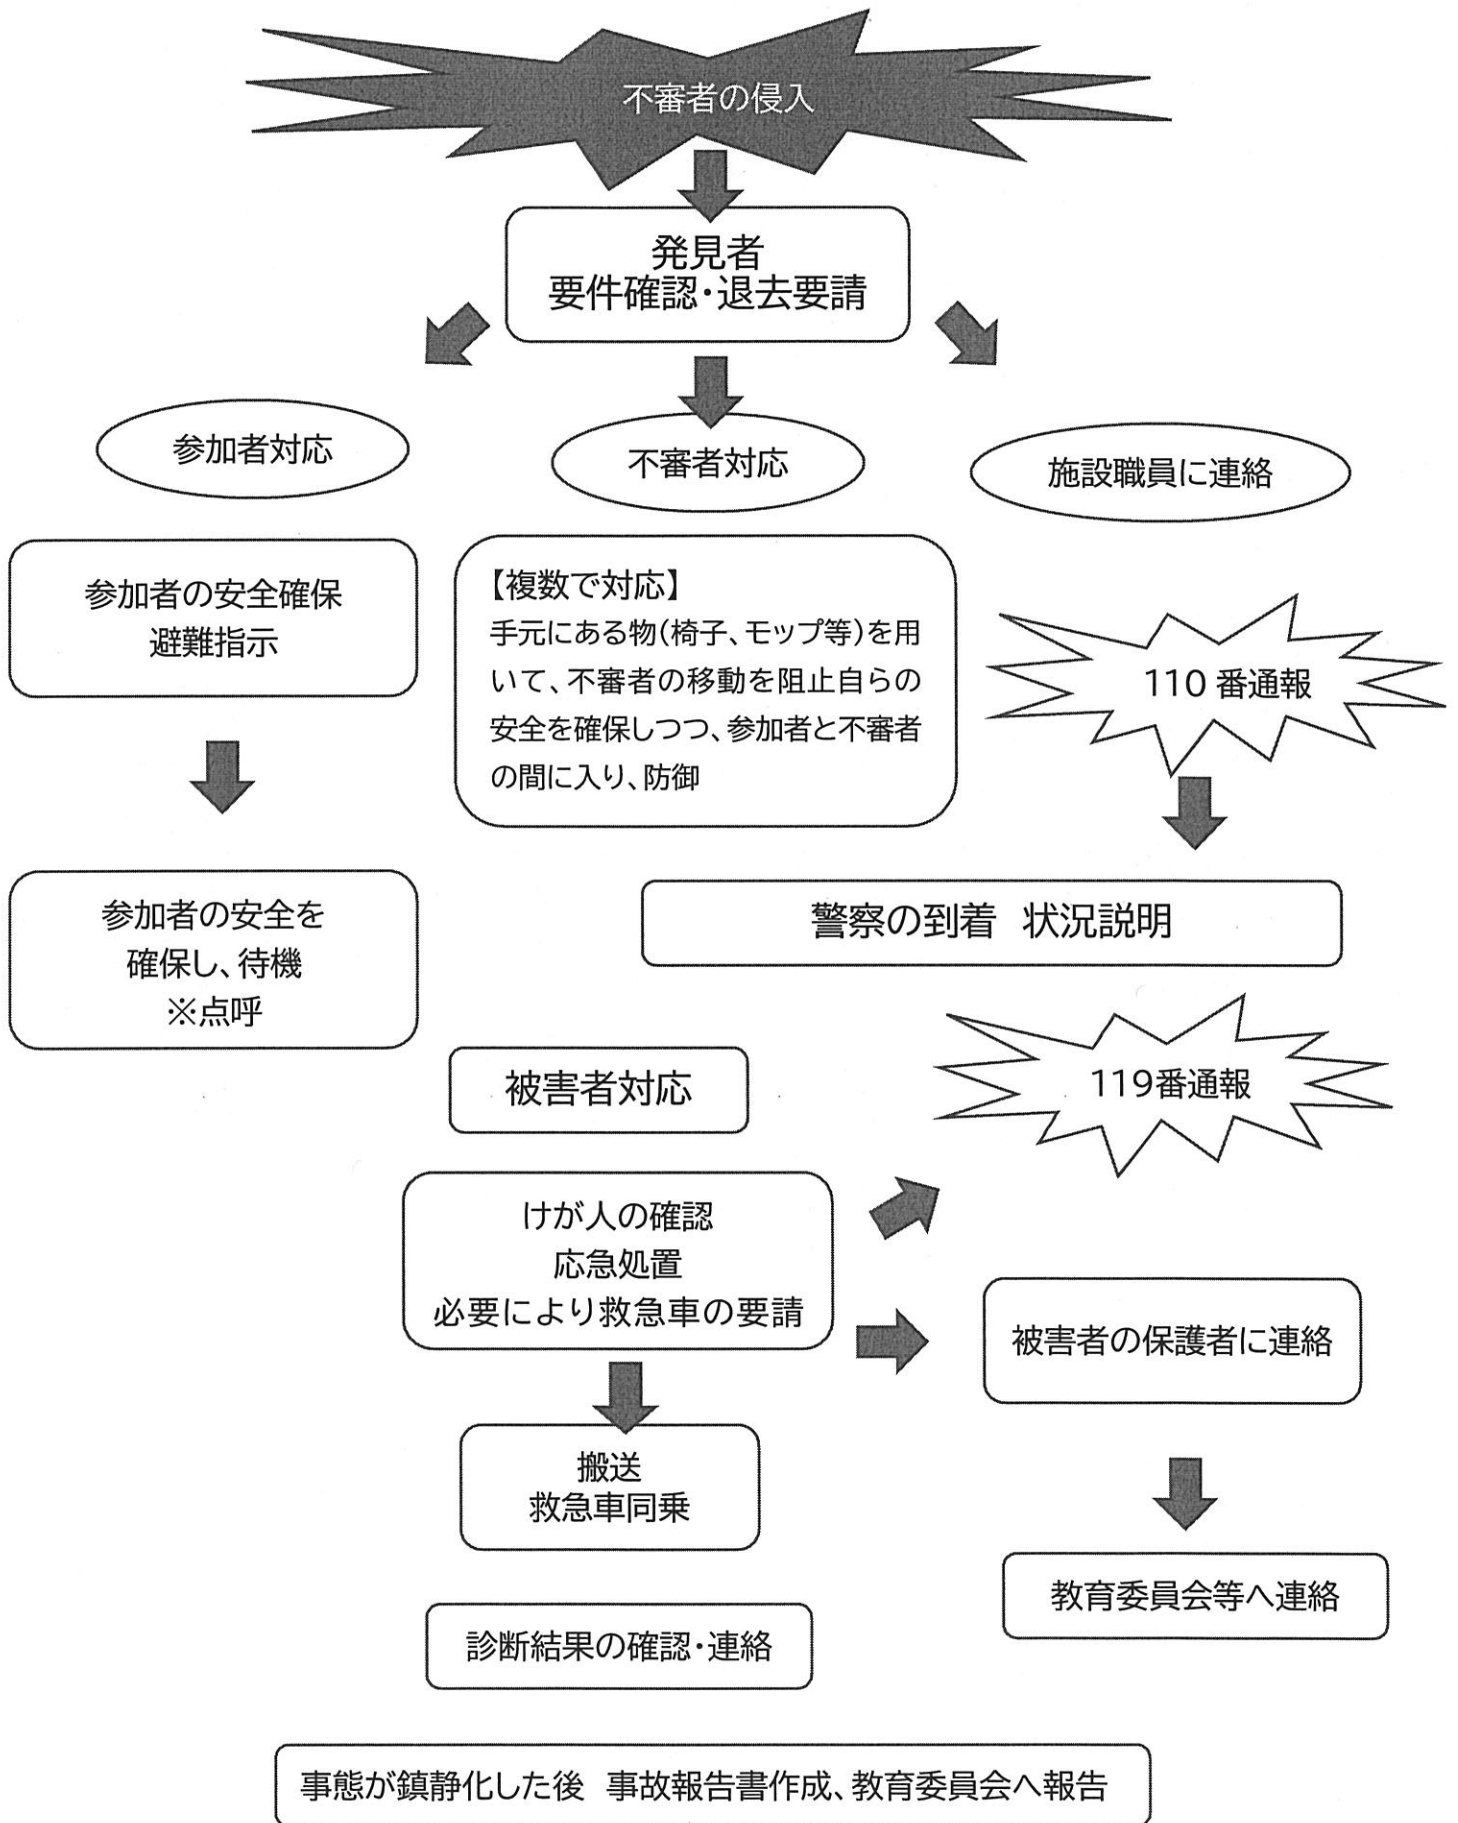 不審者の侵入
発見者
要件確認・退去要請
参加者対応
不審者対応
施設職員に連絡
参加者の安全確保
避難指示
【複数で対応】
手元にある物(椅子、モップ等)を用
いて、不審者の移動を阻止自らの
安全を確保しつつ、参加者と不審者
の間に入り、防御
110 番通報
参加者の安全を
確保し、待機
※点呼
警察の到着 状況説明
被害者対応
119番通報
けが人の確認
応急処置
必要により救急車の要請
被害者の保護者に連絡
搬送
救急車同乗
教育委員会等へ連絡
診断結果の確認・連絡
事態が鎮静化した後 事故報告書作成、教育委員会へ報告